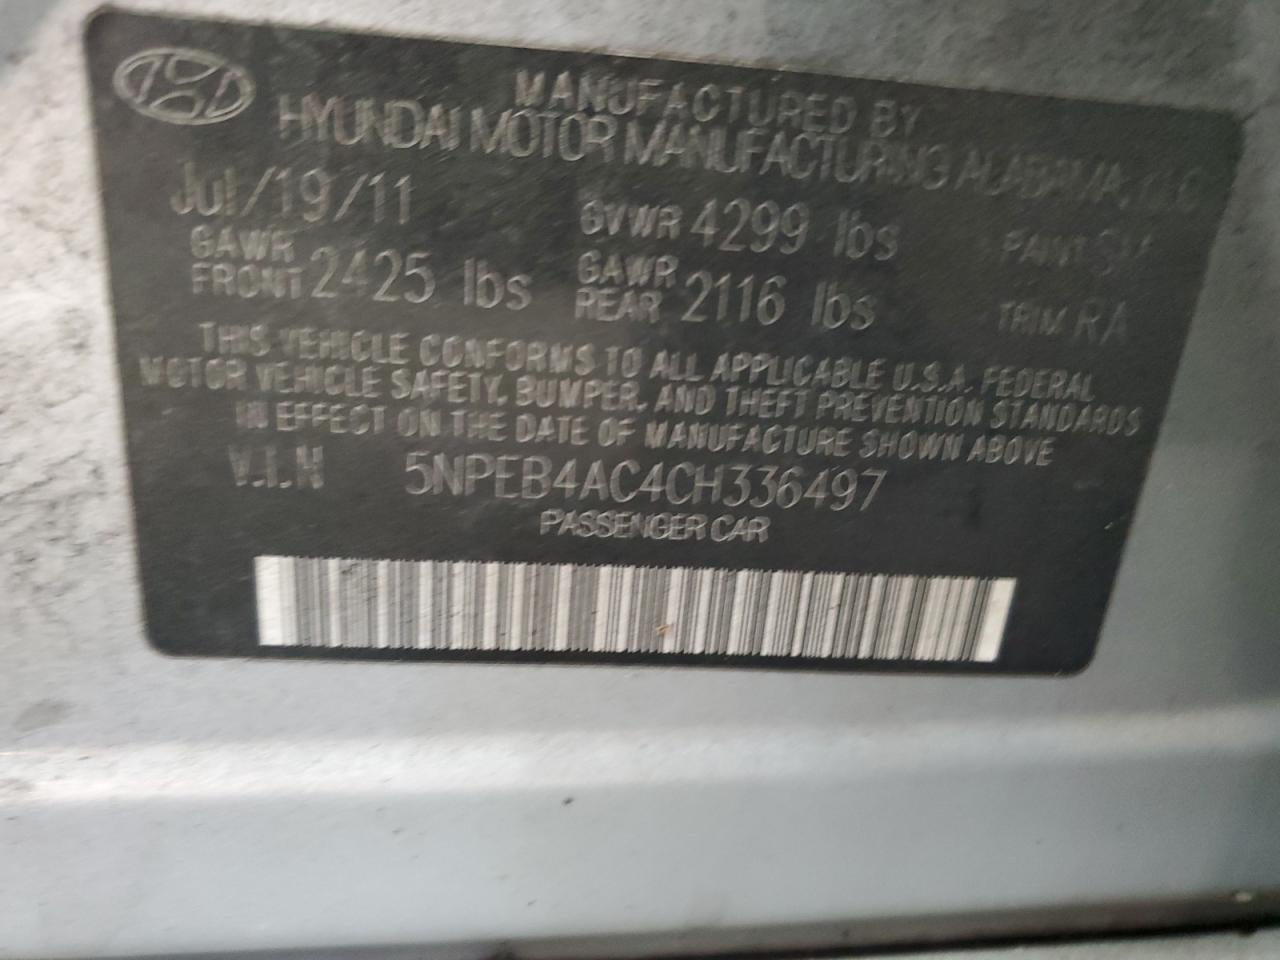 MANUFACTURED BY
HYUNDAI MOTOR MANUFACTURING ALABAMA, LLC
Jul/19/11 GVWR 4299 lbs PAINT
GAWR FRONT 2425 lbs GAWR REAR 2116 lbs TRIM RA
THIS VEHICLE CONFORMS TO ALL APPLICABLE U.S.A. FEDERAL
MOTOR VEHICLE SAFETY, BUMPER, AND THEFT PREVENTION STANDARDS
IN EFFECT ON THE DATE OF MANUFACTURE SHOWN ABOVE
V.I.N 5NPEB4AC4CH336497
PASSENGER CAR